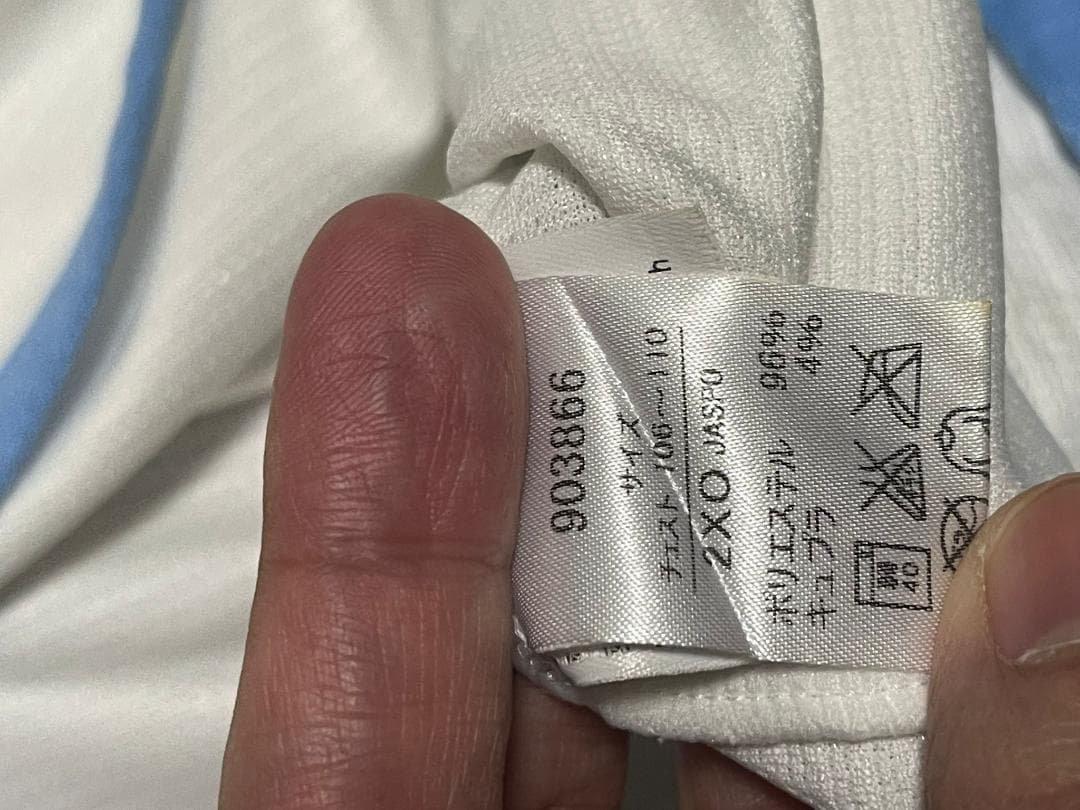 903866
サイズ
チェスト106～110
2XO JASPO
ポリエステル 96%
キュプラ 4%
40
h